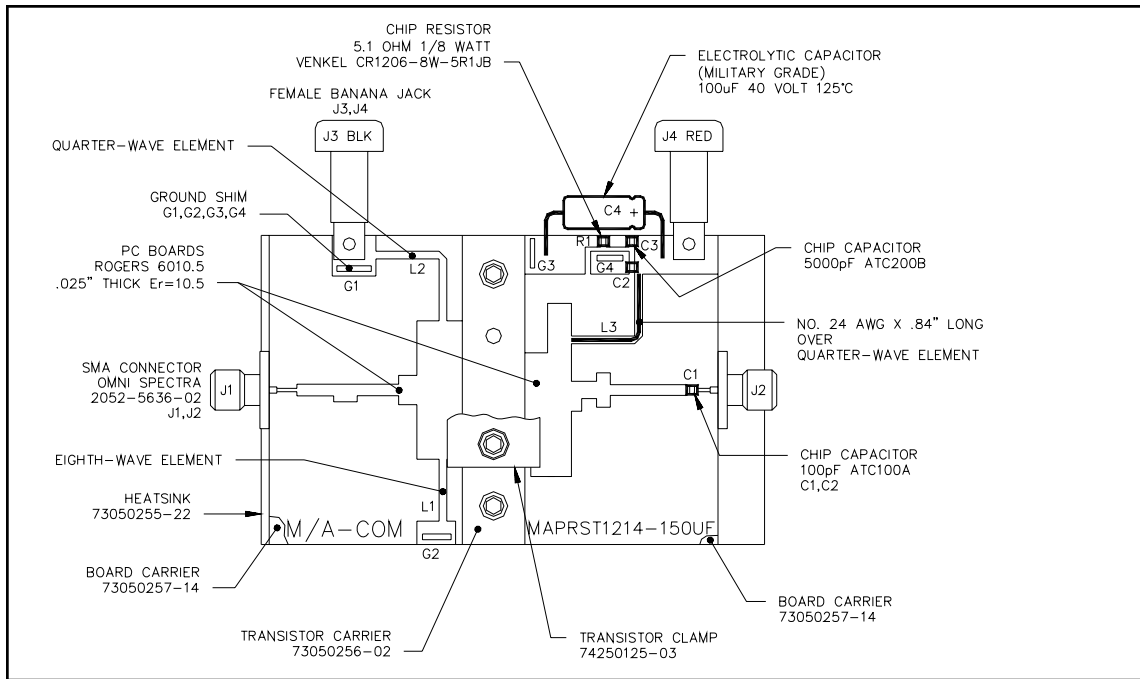 CHIP RESISTOR
5.1 OHM 1/8 WATT
VENKEL CR1206-8W-5R1JB
ELECTROLYTIC CAPACITOR
(MILITARY GRADE)
100uF 40 VOLT 125°C
FEMALE BANANA JACK
J3,J4
J3 BLK
J4 RED
QUARTER-WAVE ELEMENT
GROUND SHIM
G1,G2,G3,G4
C4 +
R1
C3
G3
G4
C2
G1
L2
PC BOARDS
ROGERS 6010.5
.025" THICK Er=10.5
CHIP CAPACITOR
5000pF ATC200B
L3
NO. 24 AWG X .84" LONG
OVER
QUARTER-WAVE ELEMENT
SMA CONNECTOR
OMNI SPECTRA
2052-5636-02
J1,J2
J1
C1
J2
CHIP CAPACITOR
100pF ATC100A
C1,C2
EIGHTH-WAVE ELEMENT
L1
HEATSINK
73050255-22
M/A-COM
MAPRST1214-150UF
G2
BOARD CARRIER
73050257-14
BOARD CARRIER
73050257-14
TRANSISTOR CARRIER
73050256-02
TRANSISTOR CLAMP
74250125-03